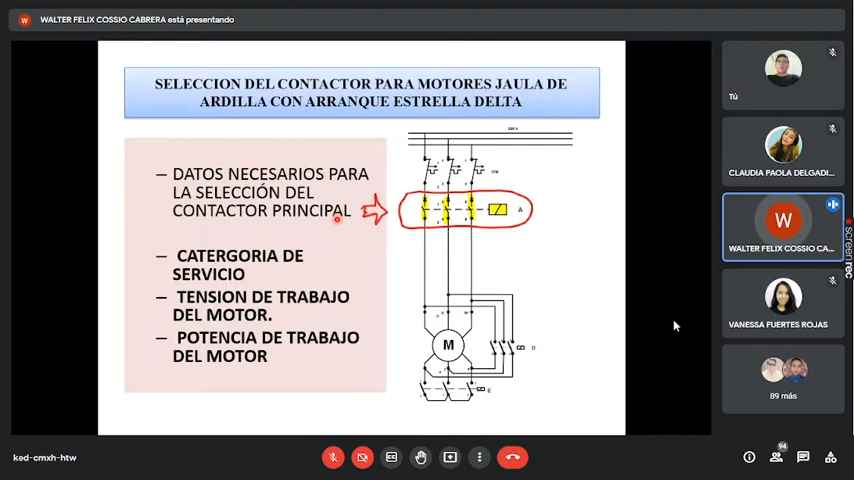 WALTER FELIX COSSIO CABRERA está presentando
SELECCION DEL CONTACTOR PARA MOTORES JAULA DE
ARDILLA CON ARRANQUE ESTRELLA DELTA
– DATOS NECESARIOS PARA
LA SELECCIÓN DEL
CONTACTOR PRINCIPAL
– CATERGORIA DE
SERVICIO
– TENSION DE TRABAJO
DEL MOTOR.
– POTENCIA DE TRABAJO
DEL MOTOR
A
M
D
E
Tú
CLAUDIA PAOLA DELGADI...
W
WALTER FELIX COSSIO CA...
VANESSA FUERTES ROJAS
89 más
screenrec
ked-cmxh-htw
94